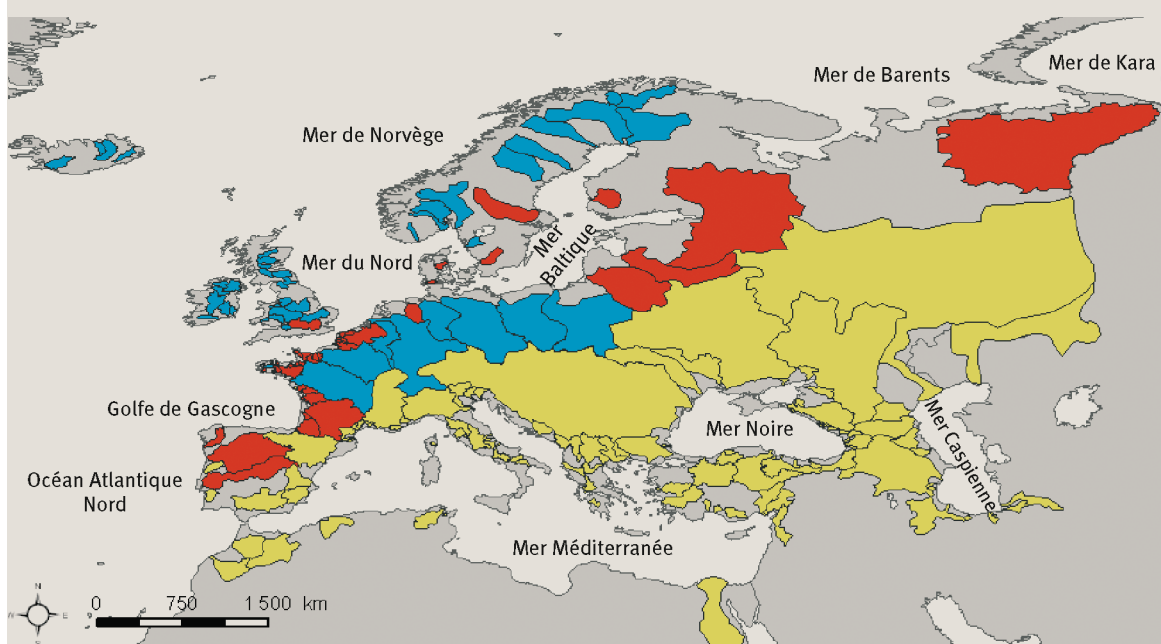 Mer de Kara
Mer de Barents
Mer de Norvège
Mer
Baltique
Mer du Nord
Golfe de Gascogne
Mer Noire
Mer Caspienne
Océan Atlantique
Nord
Mer Méditerranée
N
W
E
S
0 750 1 500 km